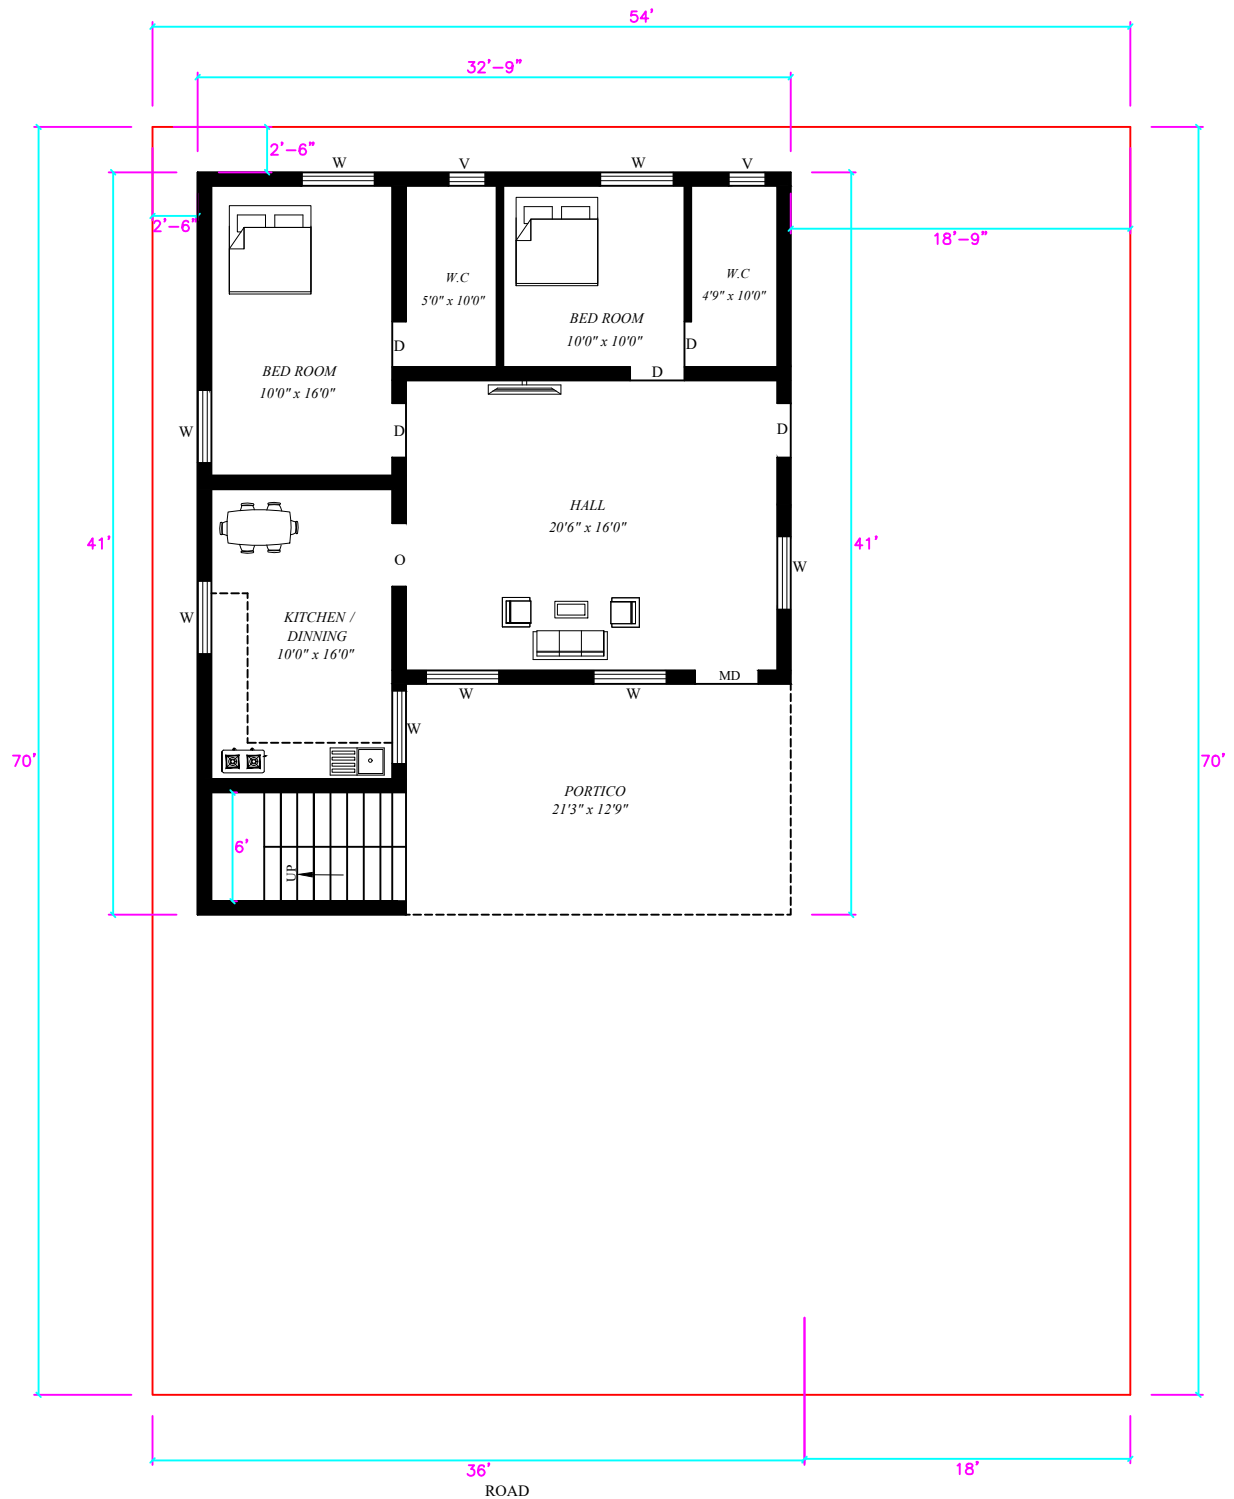 54'
32'-9"
2'-6"
W
V
W
V
2'-6"
18'-9"
W.C
5'0" x 10'0"
W.C
4'9" x 10'0"
BED ROOM
10'0" x 10'0"
D
D
D
BED ROOM
10'0" x 16'0"
W
D
D
HALL
20'6" x 16'0"
41'
41'
O
W
W
KITCHEN /
DINNING
10'0" x 16'0"
MD
W
W
W
70'
70'
PORTICO
21'3" x 12'9"
6'
UP
36'
18'
ROAD